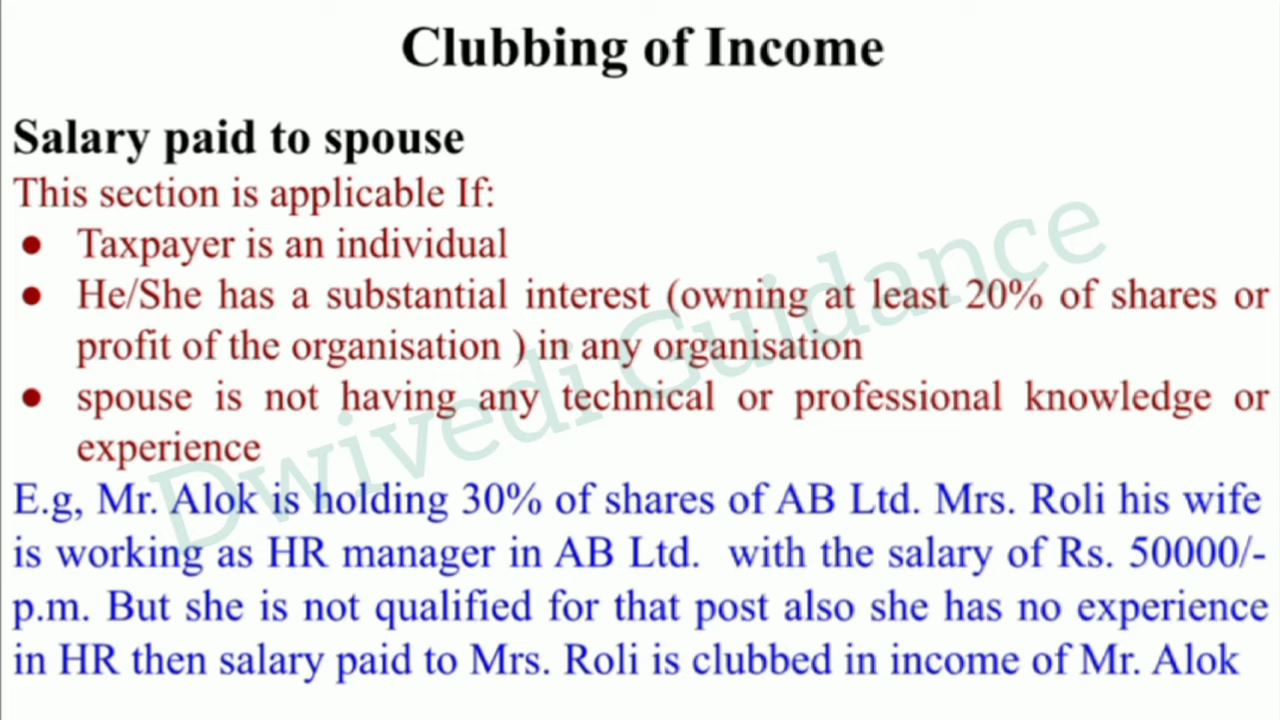 Clubbing of Income
Salary paid to spouse
This section is applicable If:
● Taxpayer is an individual
● He/She has a substantial interest (owning at least 20% of shares or
profit of the organisation ) in any organisation
● spouse is not having any technical or professional knowledge or
experience
E.g, Mr. Alok is holding 30% of shares of AB Ltd. Mrs. Roli his wife
is working as HR manager in AB Ltd. with the salary of Rs. 50000/-
p.m. But she is not qualified for that post also she has no experience
in HR then salary paid to Mrs. Roli is clubbed in income of Mr. Alok
Dwivedi Guidance